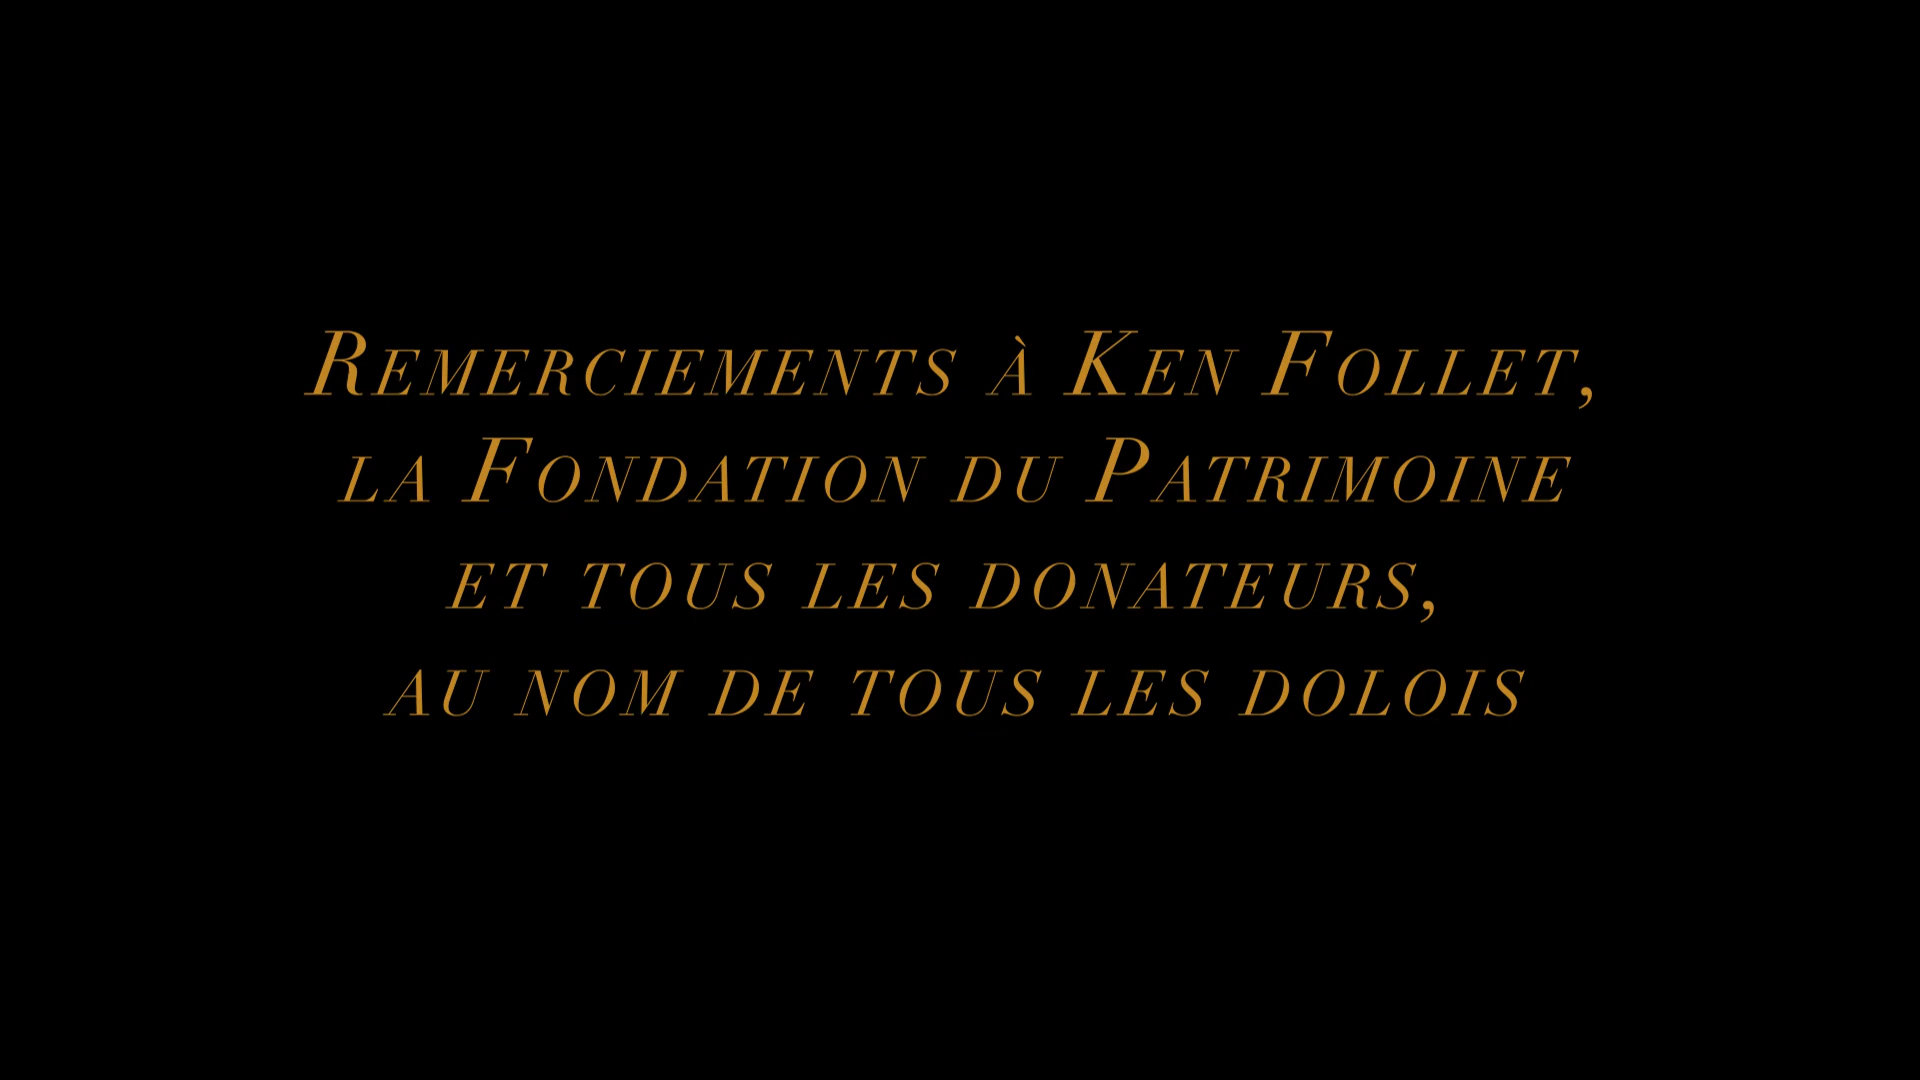 Remerciements à Ken Follet,
la Fondation du Patrimoine
et tous les donateurs,
au nom de tous les dolois